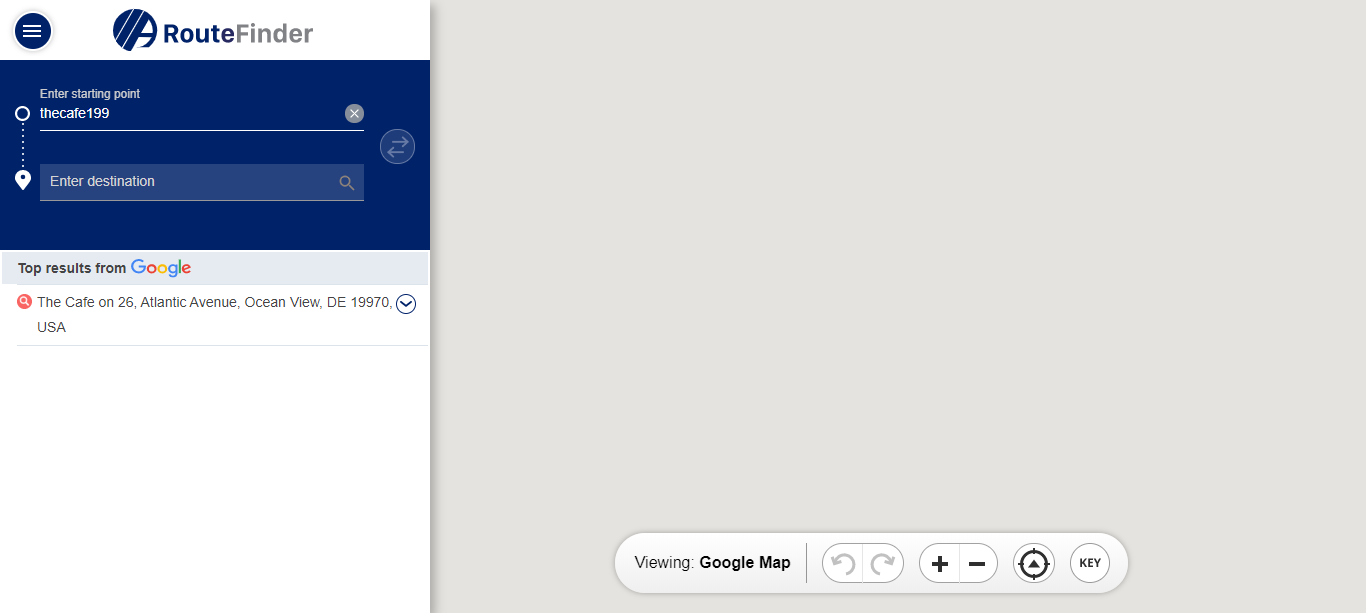 RouteFinder
Enter starting point
thecafe199
Enter destination
Top results from Google
The Cafe on 26, Atlantic Avenue, Ocean View, DE 19970,
USA
Viewing: Google Map
KEY